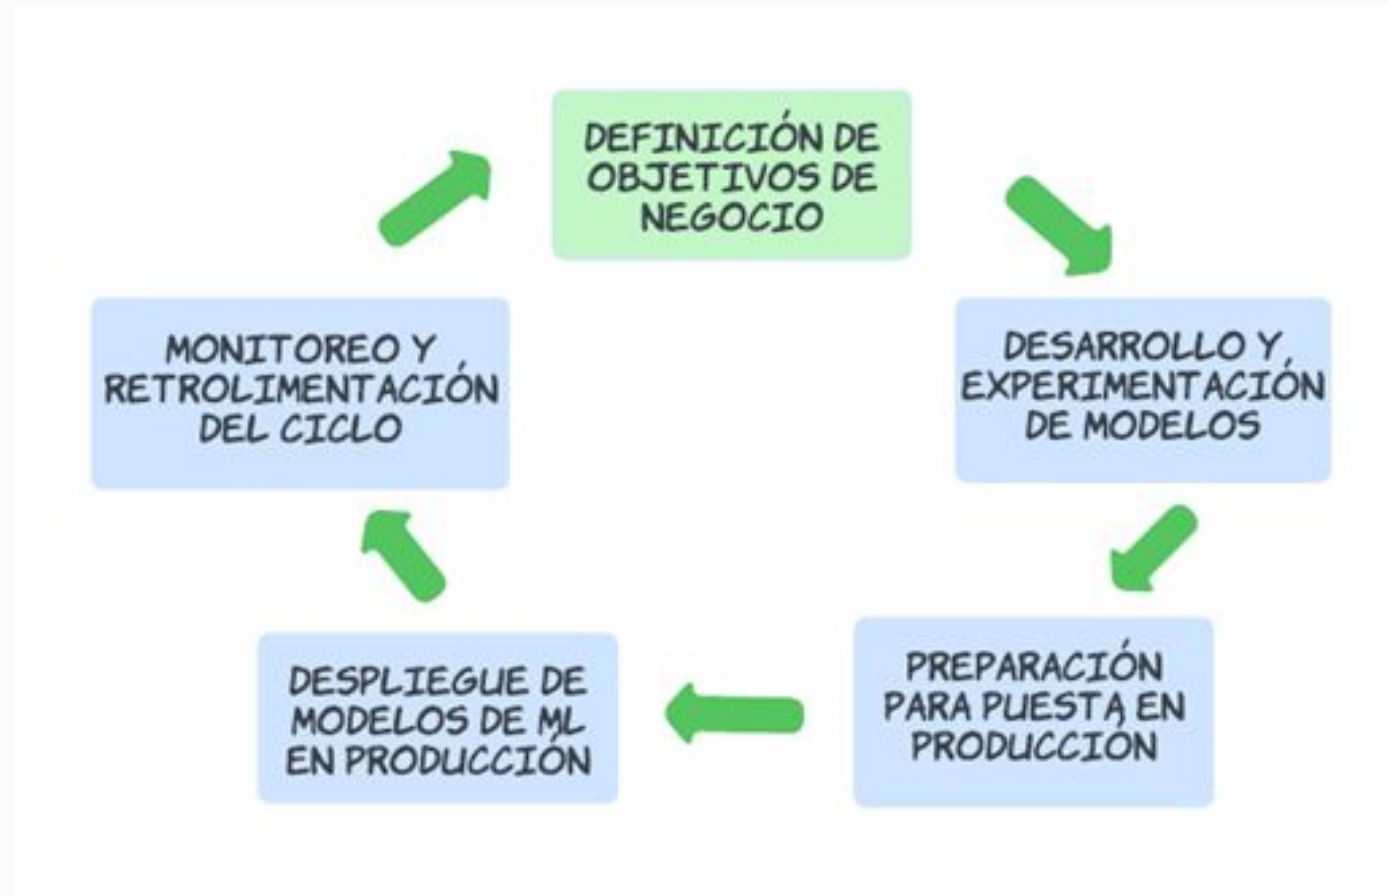 DEFINICIÓN DE
OBJETIVOS DE
NEGOCIO
DESARROLLO Y
EXPERIMENTACIÓN
DE MODELOS
PREPARACIÓN
PARA PUESTA EN
PRODUCCIÓN
DESPLIEGUE DE
MODELOS DE ML
EN PRODUCCIÓN
MONITOREO Y
RETROLIMENTACIÓN
DEL CICLO